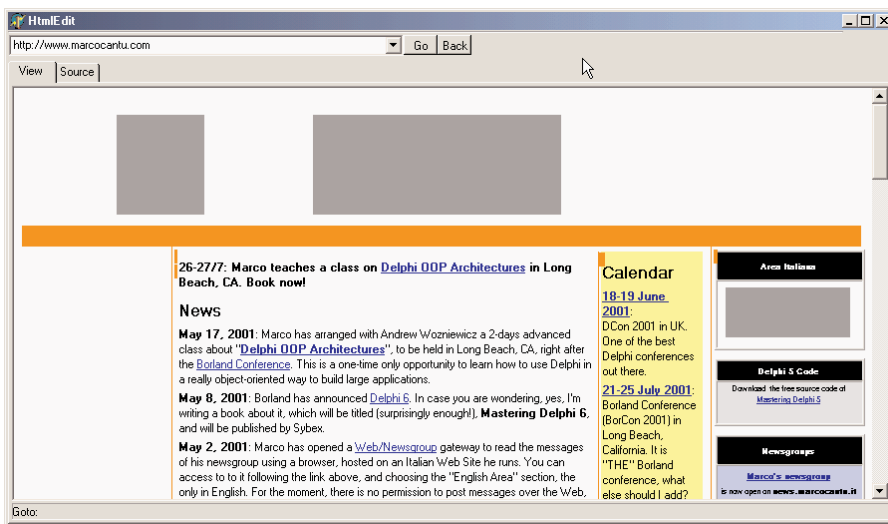 HtmlEdit
http://www.marcocantu.com
Go
Back
View
Source
26-27/7: Marco teaches a class on Delphi OOP Architectures in Long
Beach, CA. Book now!
News
May 17, 2001: Marco has arranged with Andrew Wozniewicz a 2-days advanced
class about "Delphi OOP Architectures", to be held in Long Beach, CA, right after
the Borland Conference. This is a one-time only opportunity to learn how to use Delphi in
a really object-oriented way to build large applications.
May 8, 2001: Borland has announced Delphi 6. In case you are wondering, yes, I'm
writing a book about it, which will be titled (surprisingly enough!), Mastering Delphi 6,
and will be published by Sybex.
May 2, 2001: Marco has opened a Web/Newsgroup gateway to read the messages
of his newsgroup using a browser, hosted on an Italian Web Site he runs. You can
access to to it following the link above, and choosing the "English Area" section, the
only in English. For the moment, there is no permission to post messages over the Web,
Calendar
18-19 June
2001:
DCon 2001 in UK.
One of the best
Delphi conferences
out there.
21-25 July 2001:
Borland Conference
(BorCon 2001) in
Long Beach,
California. It is
"THE" Borland
conference, what
else should I add?
Area Italiana
Delphi 5 Code
Download the free source code of
Mastering Delphi 5
Newsgroups
Marco's newsgroup
is now open on news.marcocantu.it
Goto: